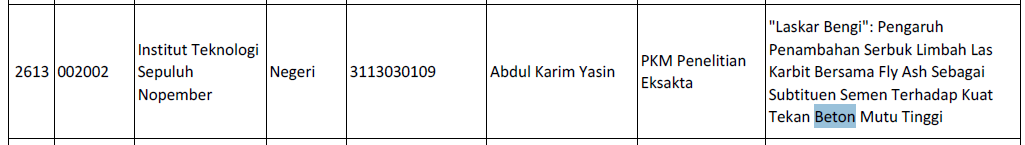 2613
002002
Institut Teknologi
Sepuluh
Nopember
Negeri
3113030109
Abdul Karim Yasin
PKM Penelitian
Eksakta
"Laskar Bengi": Pengaruh
Penambahan Serbuk Limbah Las
Karbit Bersama Fly Ash Sebagai
Subtituen Semen Terhadap Kuat
Tekan Beton Mutu Tinggi